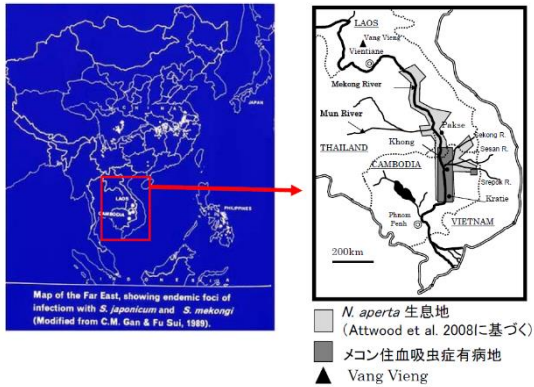 JAPAN
CHINA
LAOS
CAMBODIA
PHILIPPINES
Map of the Far East, showing endemic foci of
infectiom with S. japonicum and S. mekongi
(Modified from C.M. Gan & Fu Sui, 1989).
LAOS
Vang Vieng
Vientiane
Mekong River
Mun River
Pakse
Sekong R.
Khong
Sesan R.
THAILAND
CAMBODIA
Srepok R.
Kratie
Phnom
Penh
VIETNAM
200km
N. aperta 生息地
(Attwood et al. 2008に基づく)
メコン住血吸虫症有病地
Vang Vieng